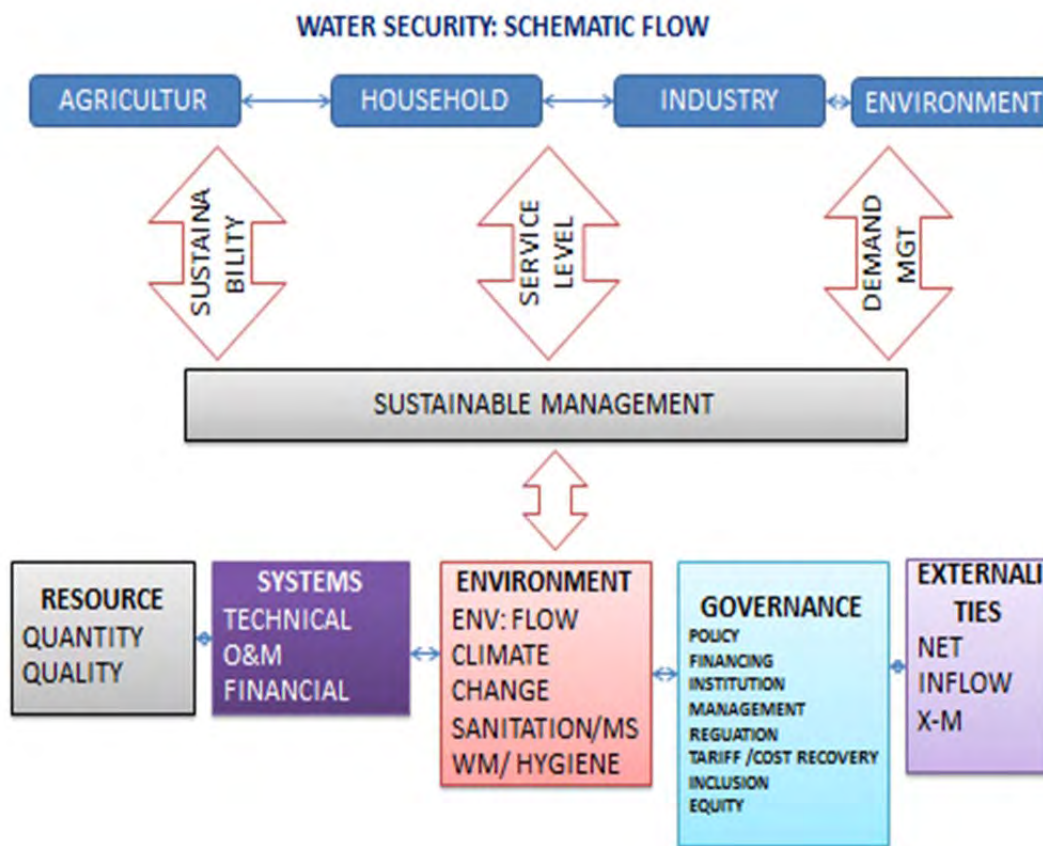 WATER SECURITY: SCHEMATIC FLOW
AGRICULTUR
HOUSEHOLD
INDUSTRY
ENVIRONMENT
SUSTAINA
BILITY
SERVICE
LEVEL
DEMAND
MGT
SUSTAINABLE MANAGEMENT
RESOURCE
QUANTITY
QUALITY
SYSTEMS
TECHNICAL
O&M
FINANCIAL
ENVIRONMENT
ENV: FLOW
CLIMATE
CHANGE
SANITATION/MS
WM/ HYGIENE
GOVERNANCE
POLICY
FINANCING
INSTITUTION
MANAGEMENT
REGUATION
TARIFF /COST RECOVERY
INCLUSION
EQUITY
EXTERNALI
TIES
NET
INFLOW
X-M